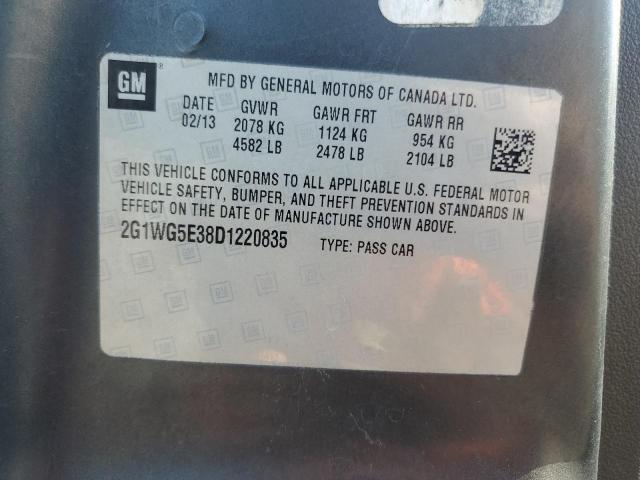 GM ®
MFD BY GENERAL MOTORS OF CANADA LTD.
DATE GVWR GAWR FRT GAWR RR
02/13 2078 KG 1124 KG 954 KG
4582 LB 2478 LB 2104 LB
THIS VEHICLE CONFORMS TO ALL APPLICABLE U.S. FEDERAL MOTOR
VEHICLE SAFETY, BUMPER, AND THEFT PREVENTION STANDARDS IN
EFFECT ON THE DATE OF MANUFACTURE SHOWN ABOVE.
2G1WG5E38D1220835 TYPE: PASS CAR